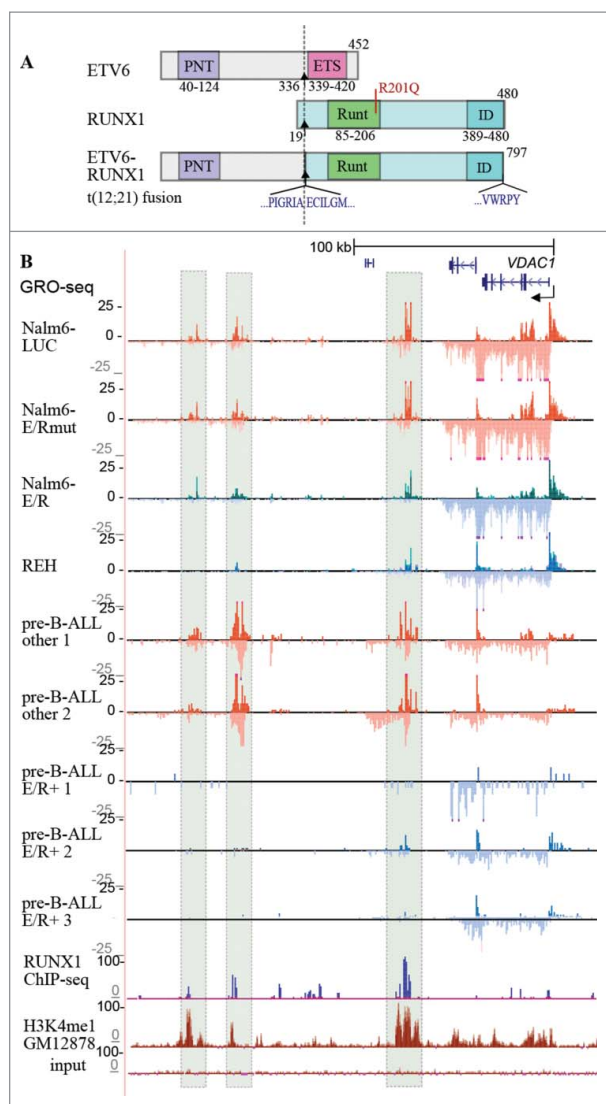 A
ETV6
PNT
ETS
452
40-124
336
339-420
R201Q
RUNX1
Runt
ID
480
19
85-206
389-480
ETV6-
RUNX1
PNT
Runt
ID
797
t(12;21) fusion
...PIGRIA
ECILGM...
...VWRPY
B
100 kb
VDAC1
GRO-seq
25
0
-25
Nalm6-
LUC
25
0
-25
Nalm6-
E/Rmut
25
0
-25
Nalm6-
E/R
25
0
-25
REH
25
0
-25
pre-B-ALL
other 1
25
0
-25
pre-B-ALL
other 2
25
0
-25
pre-B-ALL
E/R+ 1
25
-25
pre-B-ALL
E/R+ 2
25
-25
pre-B-ALL
E/R+ 3
25
-25
RUNX1
ChIP-seq
100
0
H3K4me1
GM12878
100
0
input
100
0